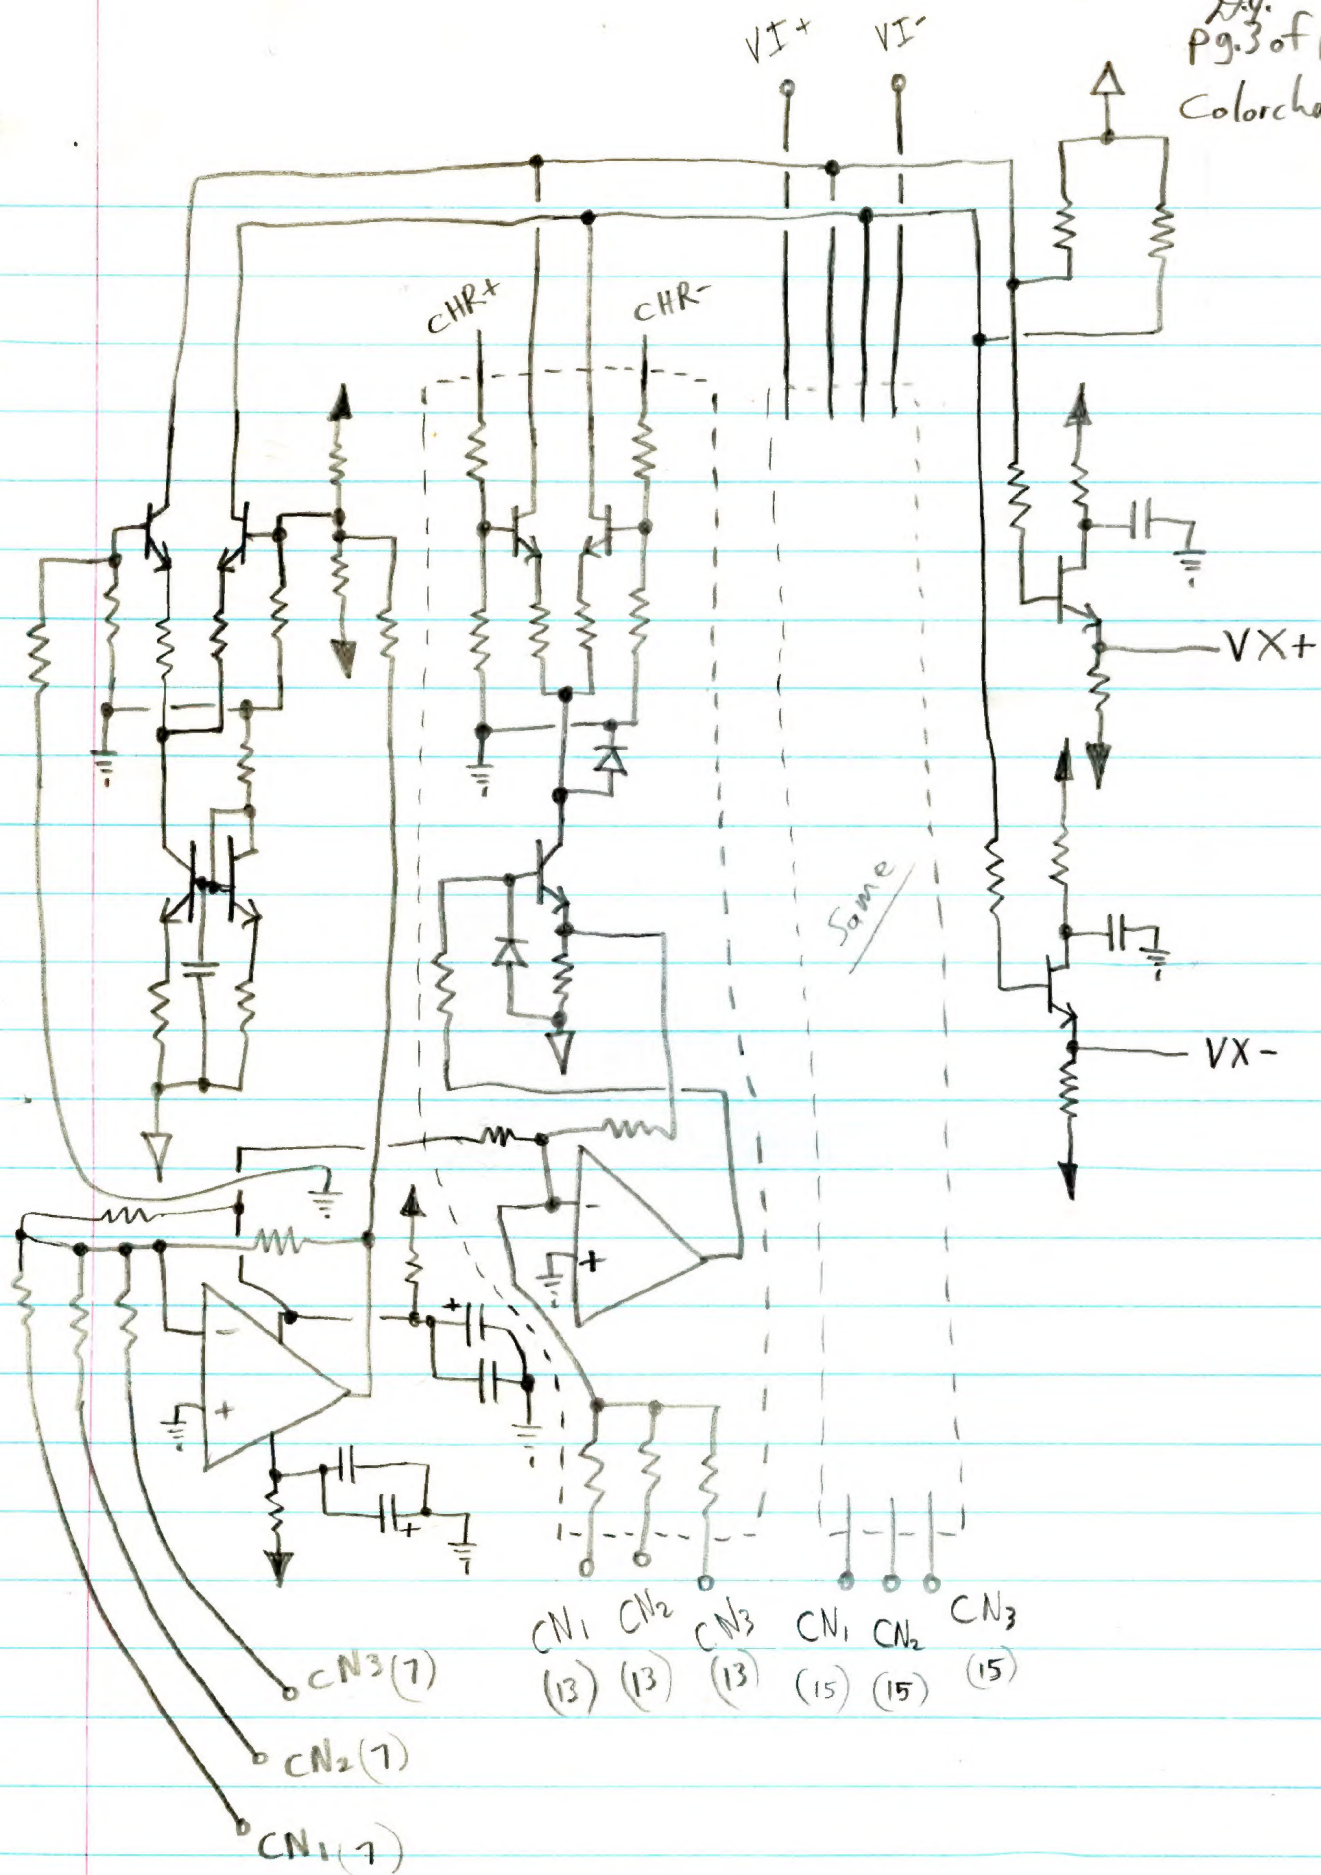 pg.3 of
VI+
VI-
CHR+
CHR-
VX+
Same
VX-
-
+
-
+
+
+
CN1
CN2
CN3
CN1
CN2
CN3
(13)
(13)
(13)
(15)
(15)
(15)
CN3(7)
CN2(7)
CN1(7)